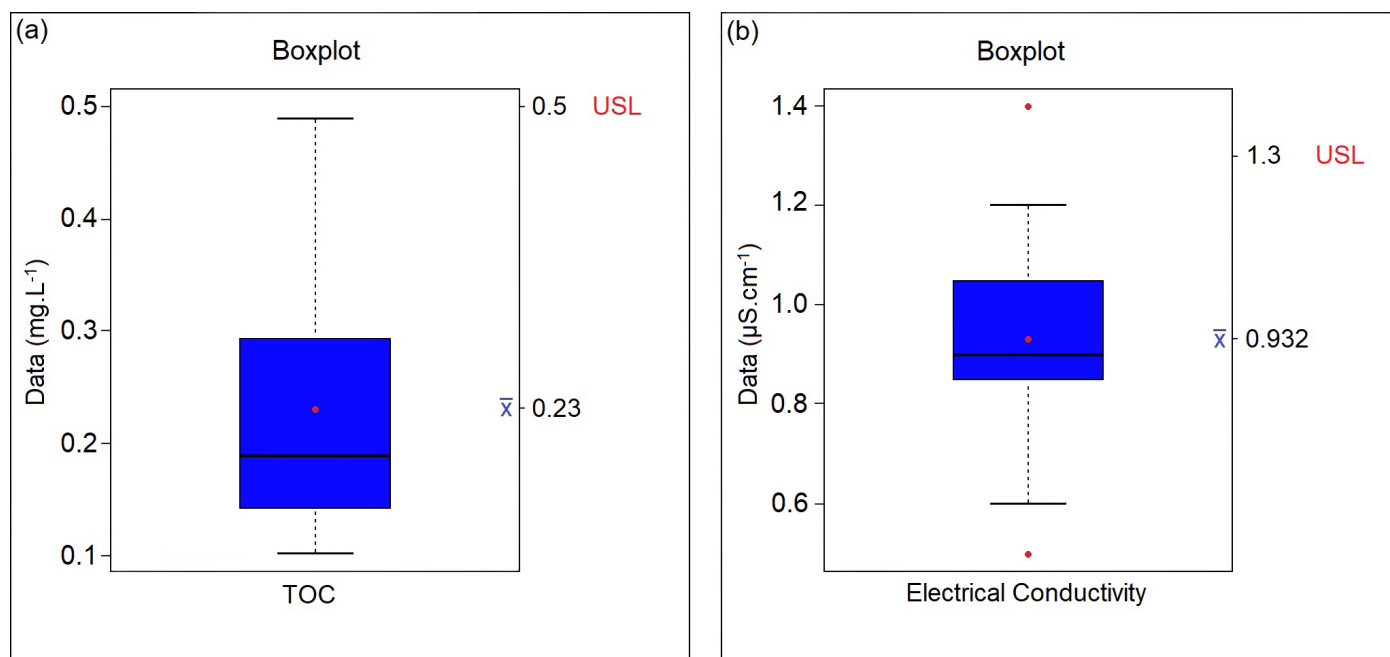 (a)
Boxplot
0.5
0.4
0.3
0.2
0.1
Data (mg.L-1)
0.5 USL
x̅ 0.23
TOC
(b)
Boxplot
1.4
1.2
1.0
0.8
0.6
Data (µS.cm-1)
1.3 USL
x̅ 0.932
Electrical Conductivity